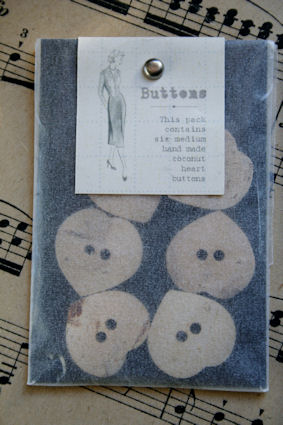 Buttons
This pack
contains
six medium
hand made
coconut
heart
buttons